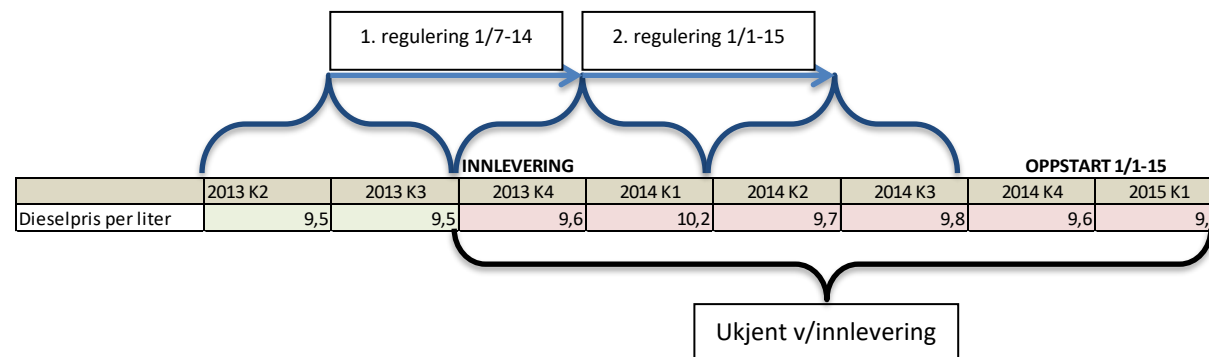 1. regulering 1/7-14 2. regulering 1/1-15
INNLEVERING OPPSTART 1/1-15
2013 K2 2013 K3 2013 K4 2014 K1 2014 K2 2014 K3 2014 K4 2015 K1
Dieselpris per liter 9,5 9,5 9,6 10,2 9,7 9,8 9,6
Ukjent v/innlevering